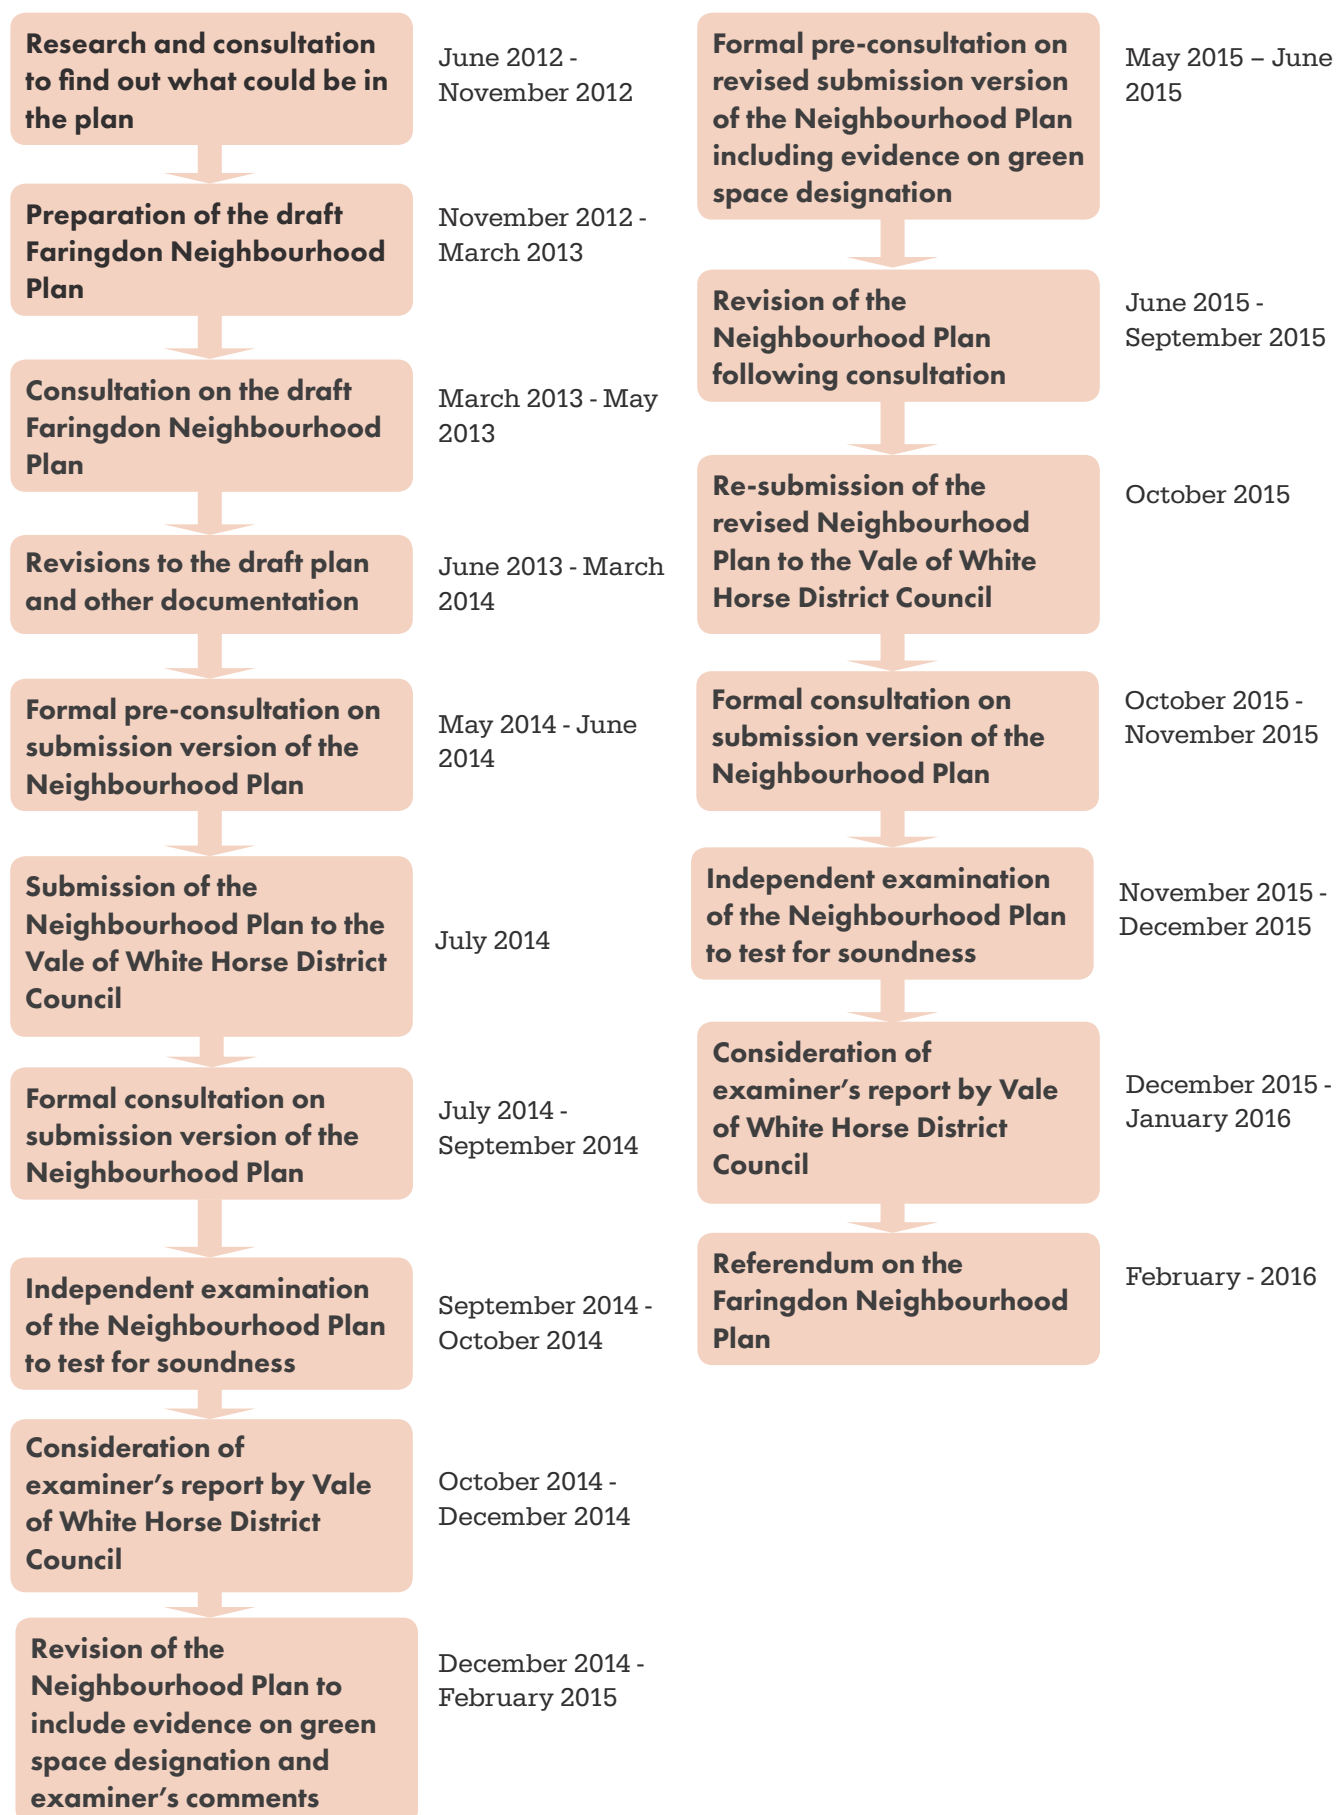 Research and consultation
to find out what could be in
the plan
June 2012 -
November 2012
Preparation of the draft
Faringdon Neighbourhood
Plan
November 2012 -
March 2013
Consultation on the draft
Faringdon Neighbourhood
Plan
March 2013 - May
2013
Revisions to the draft plan
and other documentation
June 2013 - March
2014
Formal pre-consultation on
submission version of the
Neighbourhood Plan
May 2014 - June
2014
Submission of the
Neighbourhood Plan to the
Vale of White Horse District
Council
July 2014
Formal consultation on
submission version of the
Neighbourhood Plan
July 2014 -
September 2014
Independent examination
of the Neighbourhood Plan
to test for soundness
September 2014 -
October 2014
Consideration of
examiner's report by Vale
of White Horse District
Council
October 2014 -
December 2014
Revision of the
Neighbourhood Plan to
include evidence on green
space designation and
examiner's comments
December 2014 -
February 2015
Formal pre-consultation on
revised submission version
of the Neighbourhood Plan
including evidence on green
space designation
May 2015 – June
2015
Revision of the
Neighbourhood Plan
following consultation
June 2015 -
September 2015
Re-submission of the
revised Neighbourhood
Plan to the Vale of White
Horse District Council
October 2015
Formal consultation on
submission version of the
Neighbourhood Plan
October 2015 -
November 2015
Independent examination
of the Neighbourhood Plan
to test for soundness
November 2015 -
December 2015
Consideration of
examiner's report by Vale
of White Horse District
Council
December 2015 -
January 2016
Referendum on the
Faringdon Neighbourhood
Plan
February - 2016